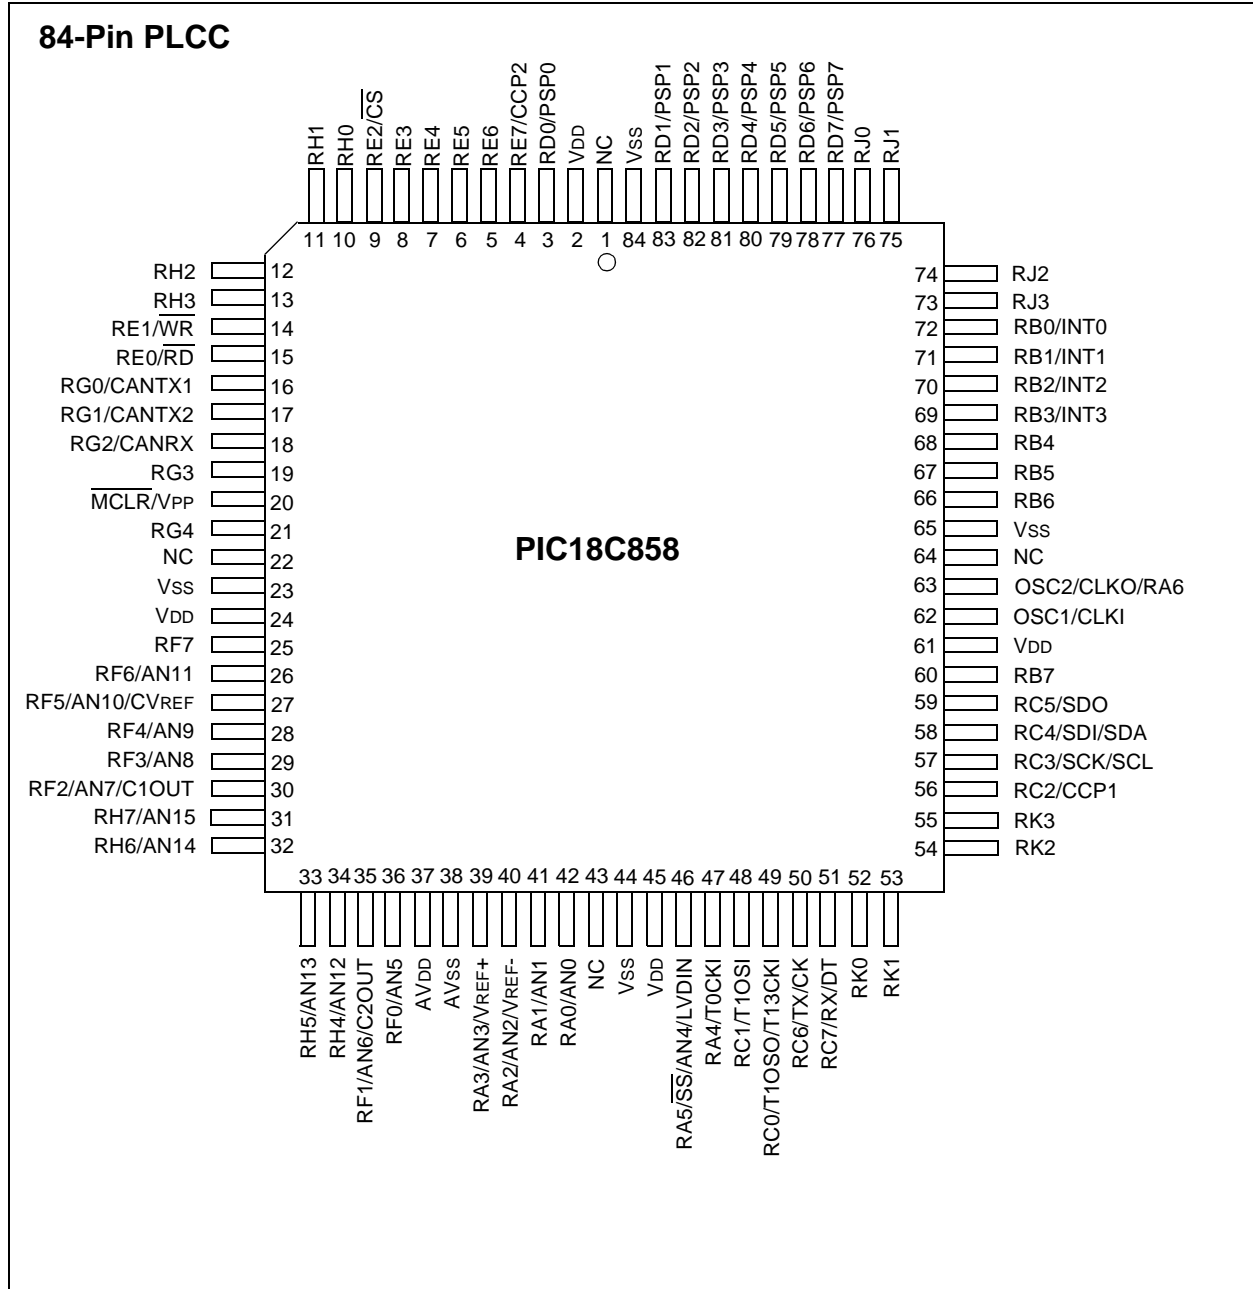 84-Pin PLCC
RH1
RH0
RE2/CS
RE3
RE4
RE5
RE6
RE7/CCP2
RD0/PSP0
VDD
NC
VSS
RD1/PSP1
RD2/PSP2
RD3/PSP3
RD4/PSP4
RD5/PSP5
RD6/PSP6
RD7/PSP7
RJ0
RJ1
11 10 9 8 7 6 5 4 3 2 1 84 83 82 81 80 79 78 77 76 75
RH2 12
RH3 13
RE1/WR 14
RE0/RD 15
RG0/CANTX1 16
RG1/CANTX2 17
RG2/CANRX 18
RG3 19
MCLR/VPP 20
RG4 21
NC 22
VSS 23
VDD 24
RF7 25
RF6/AN11 26
RF5/AN10/CVREF 27
RF4/AN9 28
RF3/AN8 29
RF2/AN7/C1OUT 30
RH7/AN15 31
RH6/AN14 32
PIC18C858
74 RJ2
73 RJ3
72 RB0/INT0
71 RB1/INT1
70 RB2/INT2
69 RB3/INT3
68 RB4
67 RB5
66 RB6
65 VSS
64 NC
63 OSC2/CLKO/RA6
62 OSC1/CLKI
61 VDD
60 RB7
59 RC5/SDO
58 RC4/SDI/SDA
57 RC3/SCK/SCL
56 RC2/CCP1
55 RK3
54 RK2
33 34 35 36 37 38 39 40 41 42 43 44 45 46 47 48 49 50 51 52 53
RH5/AN13
RH4/AN12
RF1/AN6/C2OUT
RF0/AN5
AVDD
AVSS
RA3/AN3/VREF+
RA2/AN2/VREF-
RA1/AN1
RA0/AN0
NC
VSS
VDD
RA5/SS/AN4/LVDIN
RA4/T0CKI
RC1/T1OSI
RC0/T1OSO/T13CKI
RC6/TX/CK
RC7/RX/DT
RK0
RK1